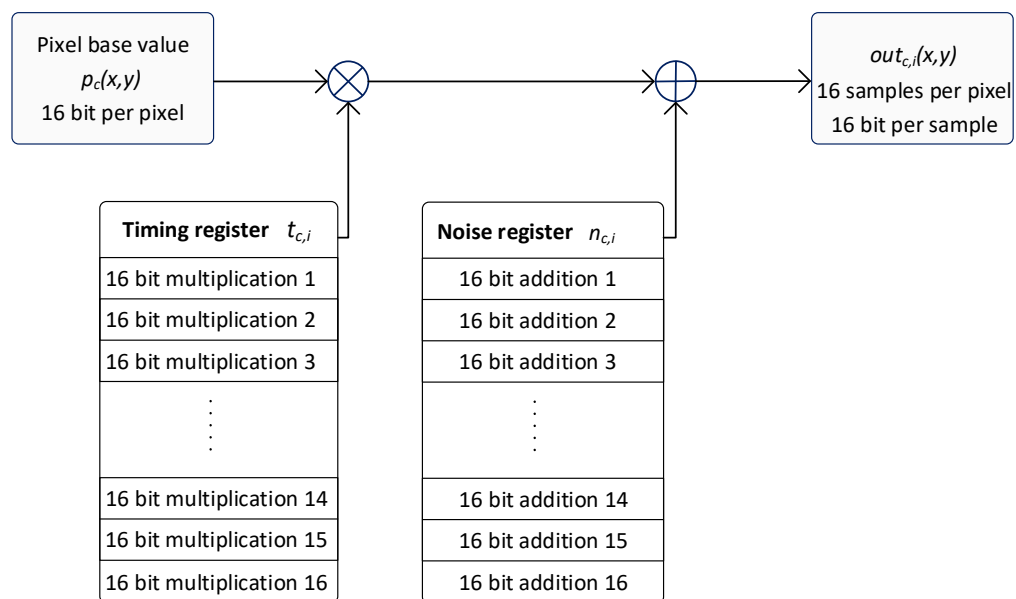 Pixel base value
p_c(x,y)
16 bit per pixel
out_{c,i}(x,y)
16 samples per pixel
16 bit per sample
Timing register t_{c,i}
16 bit multiplication 1
16 bit multiplication 2
16 bit multiplication 3
16 bit multiplication 14
16 bit multiplication 15
16 bit multiplication 16
Noise register n_{c,i}
16 bit addition 1
16 bit addition 2
16 bit addition 3
16 bit addition 14
16 bit addition 15
16 bit addition 16